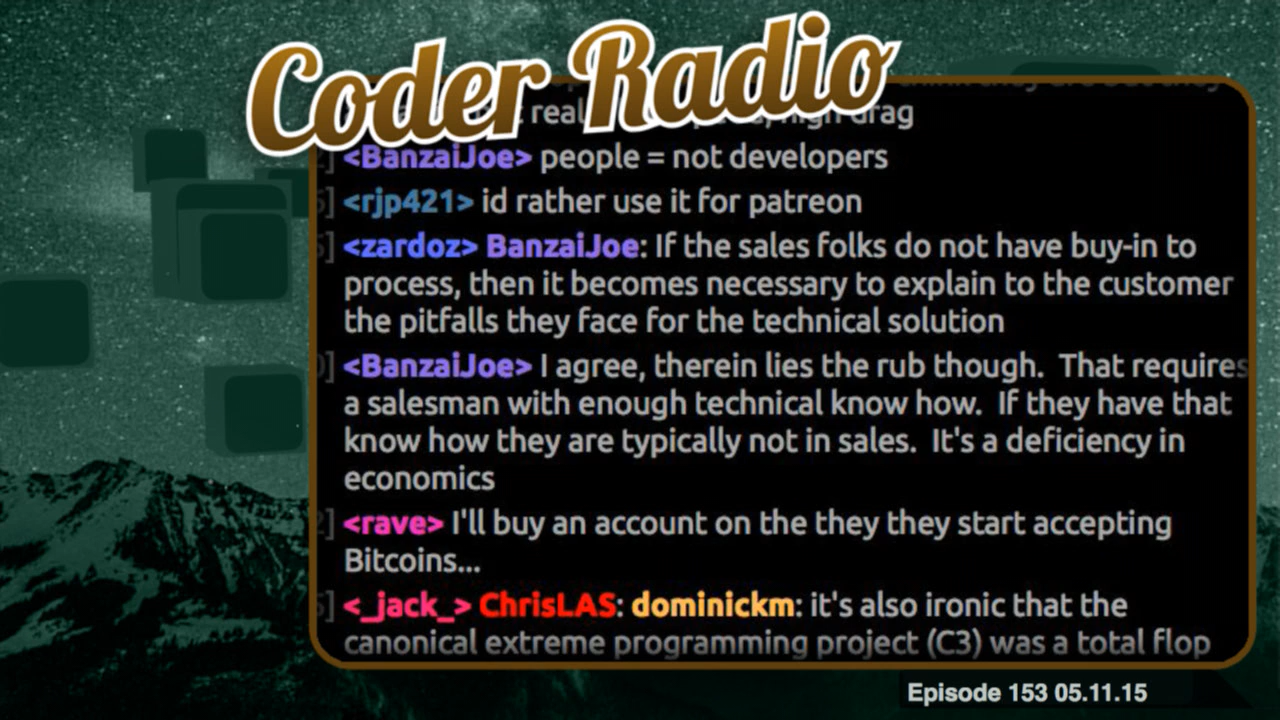 Coder Radio
real
drag
<BanzaiJoe> people = not developers
<rjp421> id rather use it for patreon
<zardoz> BanzaiJoe: If the sales folks do not have buy-in to
process, then it becomes necessary to explain to the customer
the pitfalls they face for the technical solution
<BanzaiJoe> I agree, therein lies the rub though.  That requires
a salesman with enough technical know how.  If they have that
know how they are typically not in sales.  It's a deficiency in
economics
<rave> I'll buy an account on the they they start accepting
Bitcoins...
<_jack_> ChrisLAS: dominickm: it's also ironic that the
canonical extreme programming project (C3) was a total flop
Episode 153 05.11.15